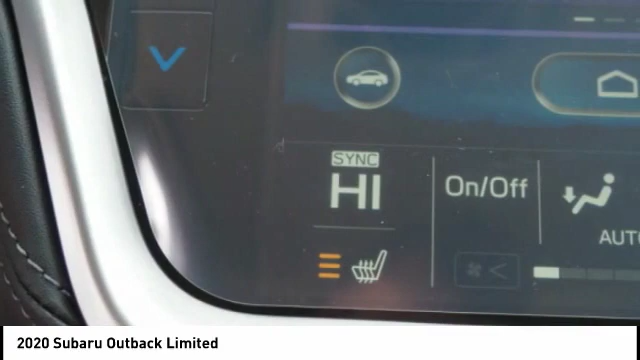 SYNC
HI
On/Off
AUTO
2020 Subaru Outback Limited